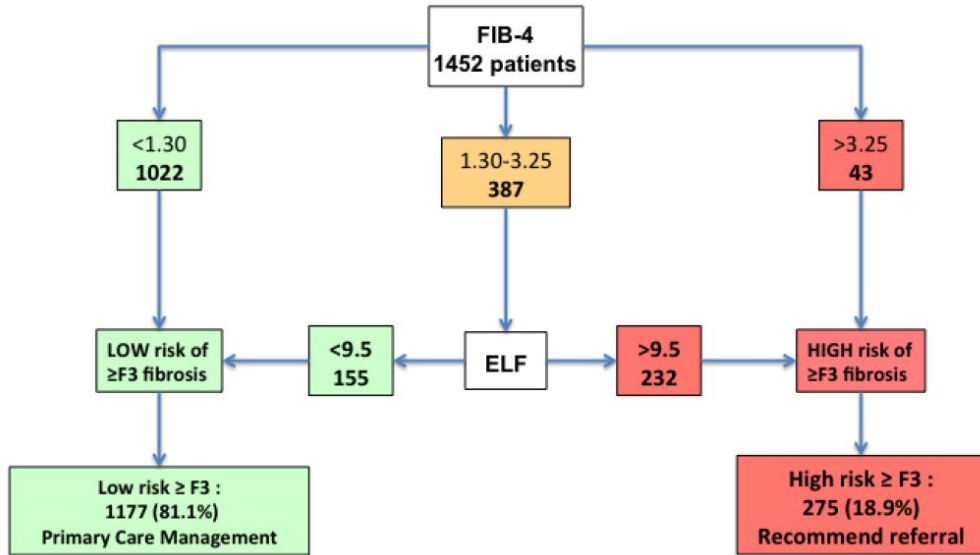 FIB-4
1452 patients
<1.30
1022
1.30-3.25
387
>3.25
43
LOW risk of
≥F3 fibrosis
<9.5
155
ELF
>9.5
232
HIGH risk of
≥F3 fibrosis
Low risk ≥ F3 :
1177 (81.1%)
Primary Care Management
High risk ≥ F3 :
275 (18.9%)
Recommend referral